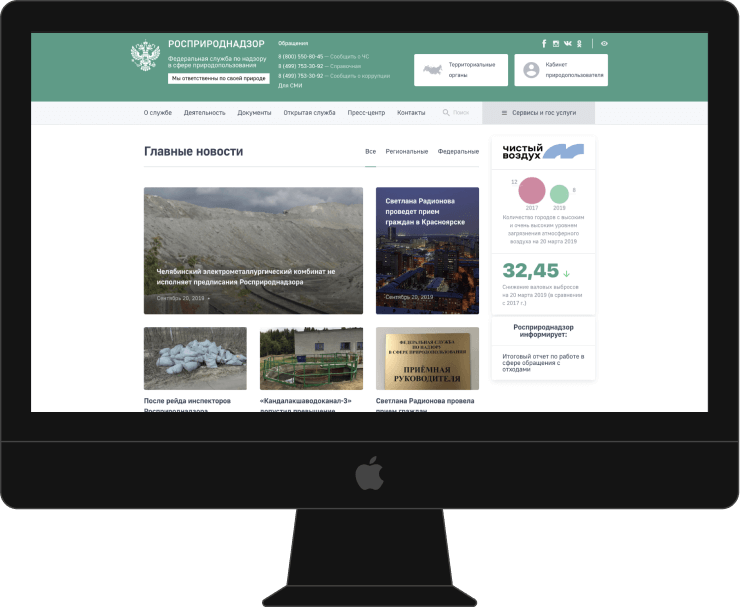 РОСПРИРОДНАДЗОР
Федеральная служба по надзору
в сфере природопользования
Мы ответственны по своей природе
Обращения
8 (800) 550-80-45 — Сообщить о ЧС
8 (499) 753-30-92 — Справочная
8 (499) 753-30-92 — Сообщить о коррупции
Для СМИ
Территориальные
органы
Кабинет
природопользователя
О службе
Деятельность
Документы
Открытая служба
Пресс-центр
Контакты
Поиск
Сервисы и гос услуги
Главные новости
Все
Региональные
Федеральные
Челябинский электрометаллургический комбинат не
исполняет предписания Росприроднадзора
Сентябрь 20, 2019
Светлана Радионова
проведет прием
граждан в Красноярске
Сентябрь 20, 2019
ФЕДЕРАЛЬНАЯ СЛУЖБА
ПО НАДЗОРУ
В СФЕРЕ ПРИРОДОПОЛЬЗОВАНИЯ
ПРИЁМНАЯ
РУКОВОДИТЕЛЯ
После рейда инспекторов
Росприроднадзора
«Кандалакшаводоканал-3»
допустил превышение
Светлана Радионова провела
прием граждан
ЧИСТЫЙ
ВОЗДУХ
12
8
2017
2019
Количество городов с высоким
и очень высоким уровнем
загрязнения атмосферного
воздуха на 20 марта 2019
32,45
Снижение валовых выбросов
на 20 марта 2019 (в сравнении
с 2017 г.)
Росприроднадзор
информирует:
Итоговый отчет по работе в
сфере обращения с
отходами